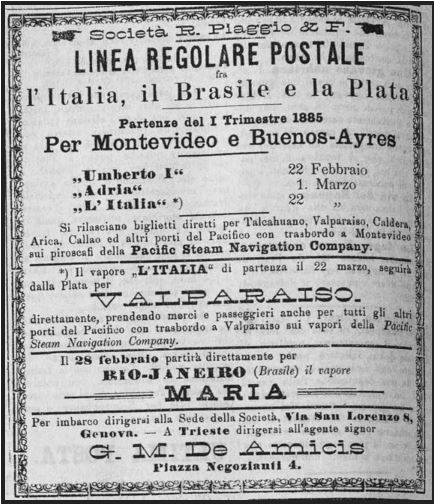 Società R. Piaggio & F.
LINEA REGOLARE POSTALE
fra
l'Italia, il Brasile e la Plata
Partenze del I Trimestre 1885
Per Montevideo e Buenos-Ayres
„Umberto I“ 22 Febbraio
„Adria“ 1. Marzo
„L' Italia“ *) 22 „
Si rilasciano biglietti diretti per Talcahuano, Valparaiso, Caldera,
Arica, Callao ed altri porti del Pacifico con trasbordo a Montevideo
sui piroscafi della Pacific Steam Navigation Company.
*) Il vapore „L'ITALIA“ di partenza il 22 marzo, seguirà
dalla Plata per
VALPARAISO.
direttamente, prendendo merci e passeggieri anche per tutti gli altri
porti del Pacifico con trasbordo a Valparaiso sui vapori della Pacific
Steam Navigation Company.
Il 28 febbraio partirà direttamente per
RIO-JANEIRO (Brasile) il vapore
MARIA
Per imbarco dirigersi alla Sede della Società, Via San Lorenzo 8,
Genova. — A Trieste dirigersi all'agente signor
G. M. De Amicis
Piazza Negozianti 4.